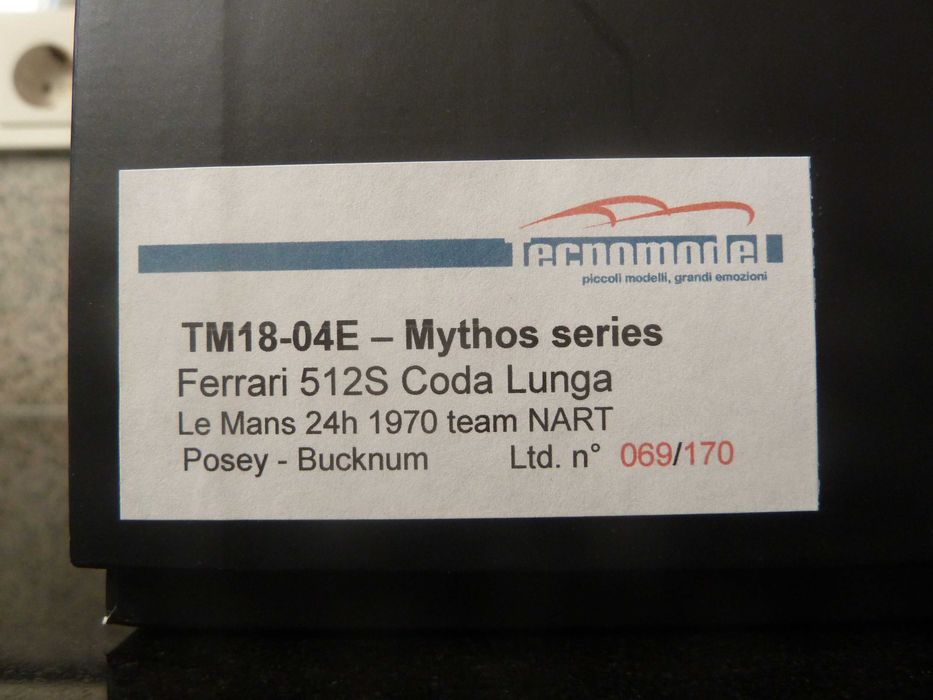 Tecnomodel
piccoli modelli, grandi emozioni
TM18-04E – Mythos series
Ferrari 512S Coda Lunga
Le Mans 24h 1970 team NART
Posey - Bucknum Ltd. n° 069/170